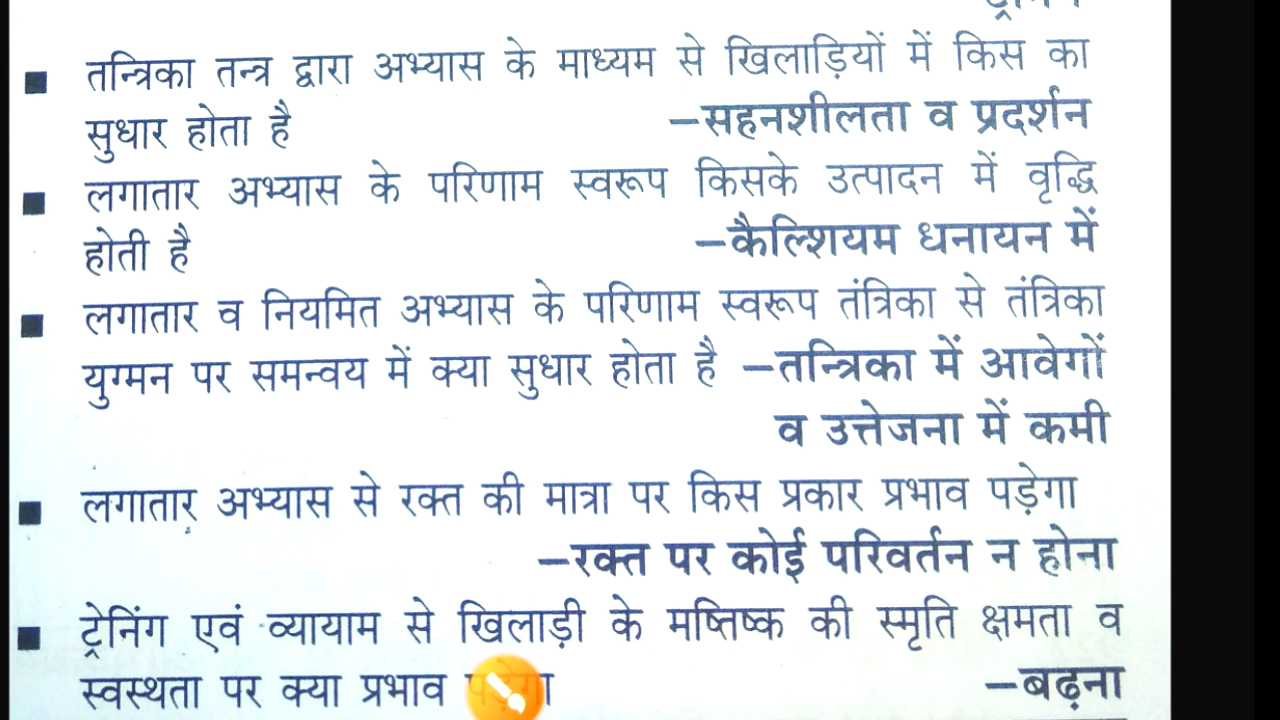 ■ तन्त्रिका तन्त्र द्वारा अभ्यास के माध्यम से खिलाड़ियों में किस का
सुधार होता है –सहनशीलता व प्रदर्शन
■ लगातार अभ्यास के परिणाम स्वरूप किसके उत्पादन में वृद्धि
होती है –कैल्शियम धनायन में
■ लगातार व नियमित अभ्यास के परिणाम स्वरूप तंत्रिका से तंत्रिका
युग्मन पर समन्वय में क्या सुधार होता है –तन्त्रिका में आवेगों
व उत्तेजना में कमी
■ लगातार अभ्यास से रक्त की मात्रा पर किस प्रकार प्रभाव पड़ेगा
–रक्त पर कोई परिवर्तन न होना
■ ट्रेनिंग एवं व्यायाम से खिलाड़ी के मष्तिष्क की स्मृति क्षमता व
स्वस्थता पर क्या प्रभाव पड़ेगा –बढ़ना